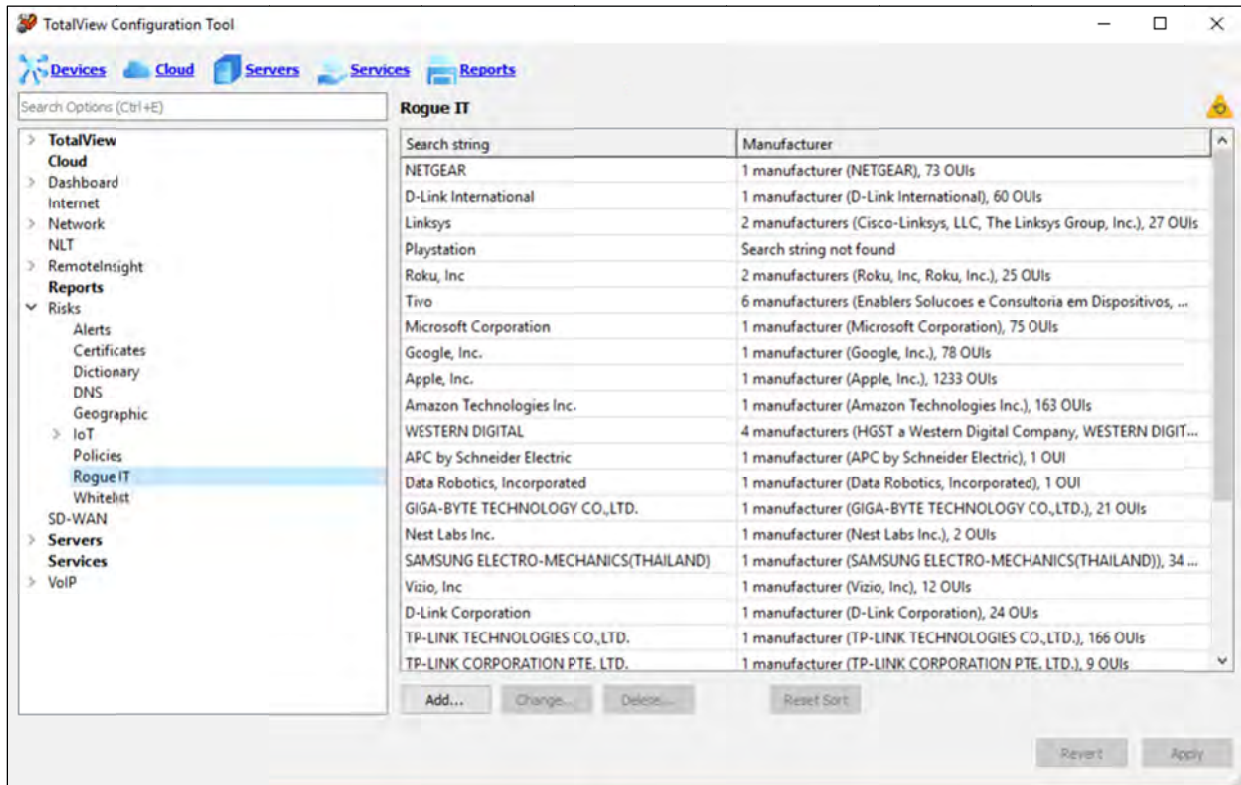 TotalView Configuration Tool
Devices Cloud Servers Services Reports
Search Options (Ctrl+E)
TotalView
Cloud
Dashboard
Internet
Network
NLT
RemoteInsight
Reports
Risks
Alerts
Certificates
Dictionary
DNS
Geographic
IoT
Policies
Rogue IT
Whitelist
SD-WAN
Servers
Services
VoIP
Rogue IT
Search string Manufacturer
NETGEAR 1 manufacturer (NETGEAR), 73 OUIs
D-Link International 1 manufacturer (D-Link International), 60 OUIs
Linksys 2 manufacturers (Cisco-Linksys, LLC, The Linksys Group, Inc.), 27 OUIs
Playstation Search string not found
Roku, Inc 2 manufacturers (Roku, Inc, Roku, Inc.), 25 OUIs
Tivo 6 manufacturers (Enablers Solucoes e Consultoria em Dispositivos, ...
Microsoft Corporation 1 manufacturer (Microsoft Corporation), 75 OUIs
Google, Inc. 1 manufacturer (Google, Inc.), 78 OUIs
Apple, Inc. 1 manufacturer (Apple, Inc.), 1233 OUIs
Amazon Technologies Inc. 1 manufacturer (Amazon Technologies Inc.), 163 OUIs
WESTERN DIGITAL 4 manufacturers (HGST a Western Digital Company, WESTERN DIGIT...
APC by Schneider Electric 1 manufacturer (APC by Schneider Electric), 1 OUI
Data Robotics, Incorporated 1 manufacturer (Data Robotics, Incorporated), 1 OUI
GIGA-BYTE TECHNOLOGY CO.,LTD. 1 manufacturer (GIGA-BYTE TECHNOLOGY CO.,LTD.), 21 OUIs
Nest Labs Inc. 1 manufacturer (Nest Labs Inc.), 2 OUIs
SAMSUNG ELECTRO-MECHANICS(THAILAND) 1 manufacturer (SAMSUNG ELECTRO-MECHANICS(THAILAND)), 34 ...
Vizio, Inc 1 manufacturer (Vizio, Inc), 12 OUIs
D-Link Corporation 1 manufacturer (D-Link Corporation), 24 OUIs
TP-LINK TECHNOLOGIES CO.,LTD. 1 manufacturer (TP-LINK TECHNOLOGIES CO.,LTD.), 166 OUIs
TP-LINK CORPORATION PTE. LTD. 1 manufacturer (TP-LINK CORPORATION PTE. LTD.), 9 OUIs
Add... Change... Delete... Reset Sort
Revert Apply